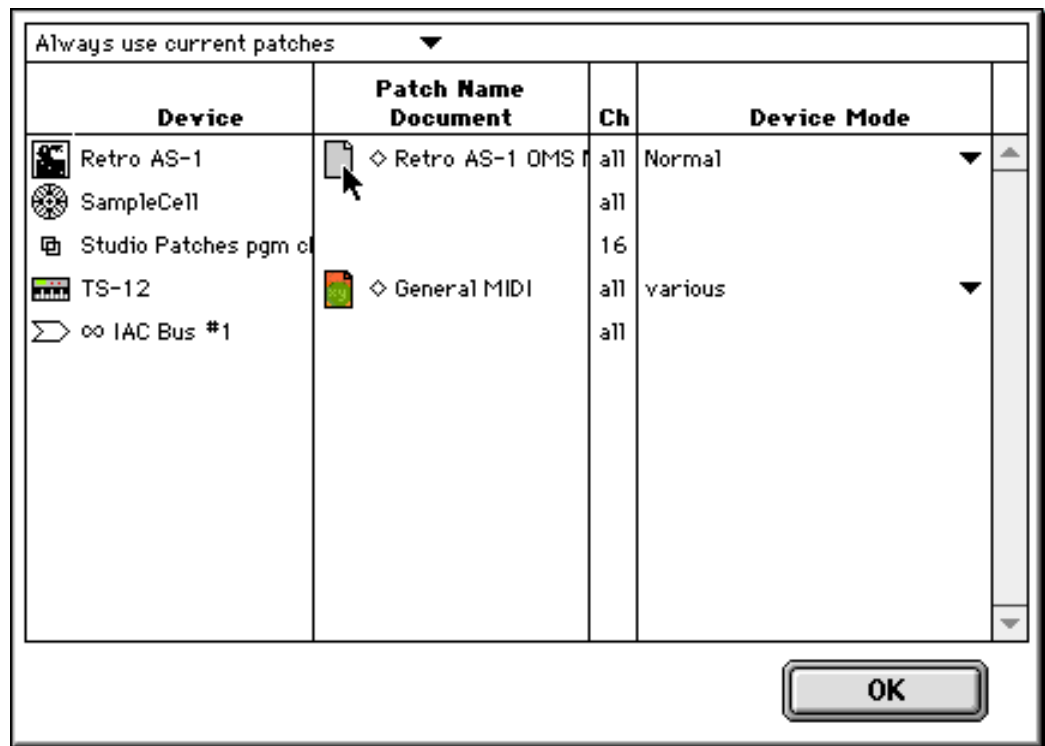 Always use current patches
Device Patch Name Document Ch Device Mode
Retro AS-1 ◇ Retro AS-1 OMS all Normal
SampleCell all
Studio Patches pgm 16
TS-12 ◇ General MIDI all various
∞ IAC Bus #1 all
OK